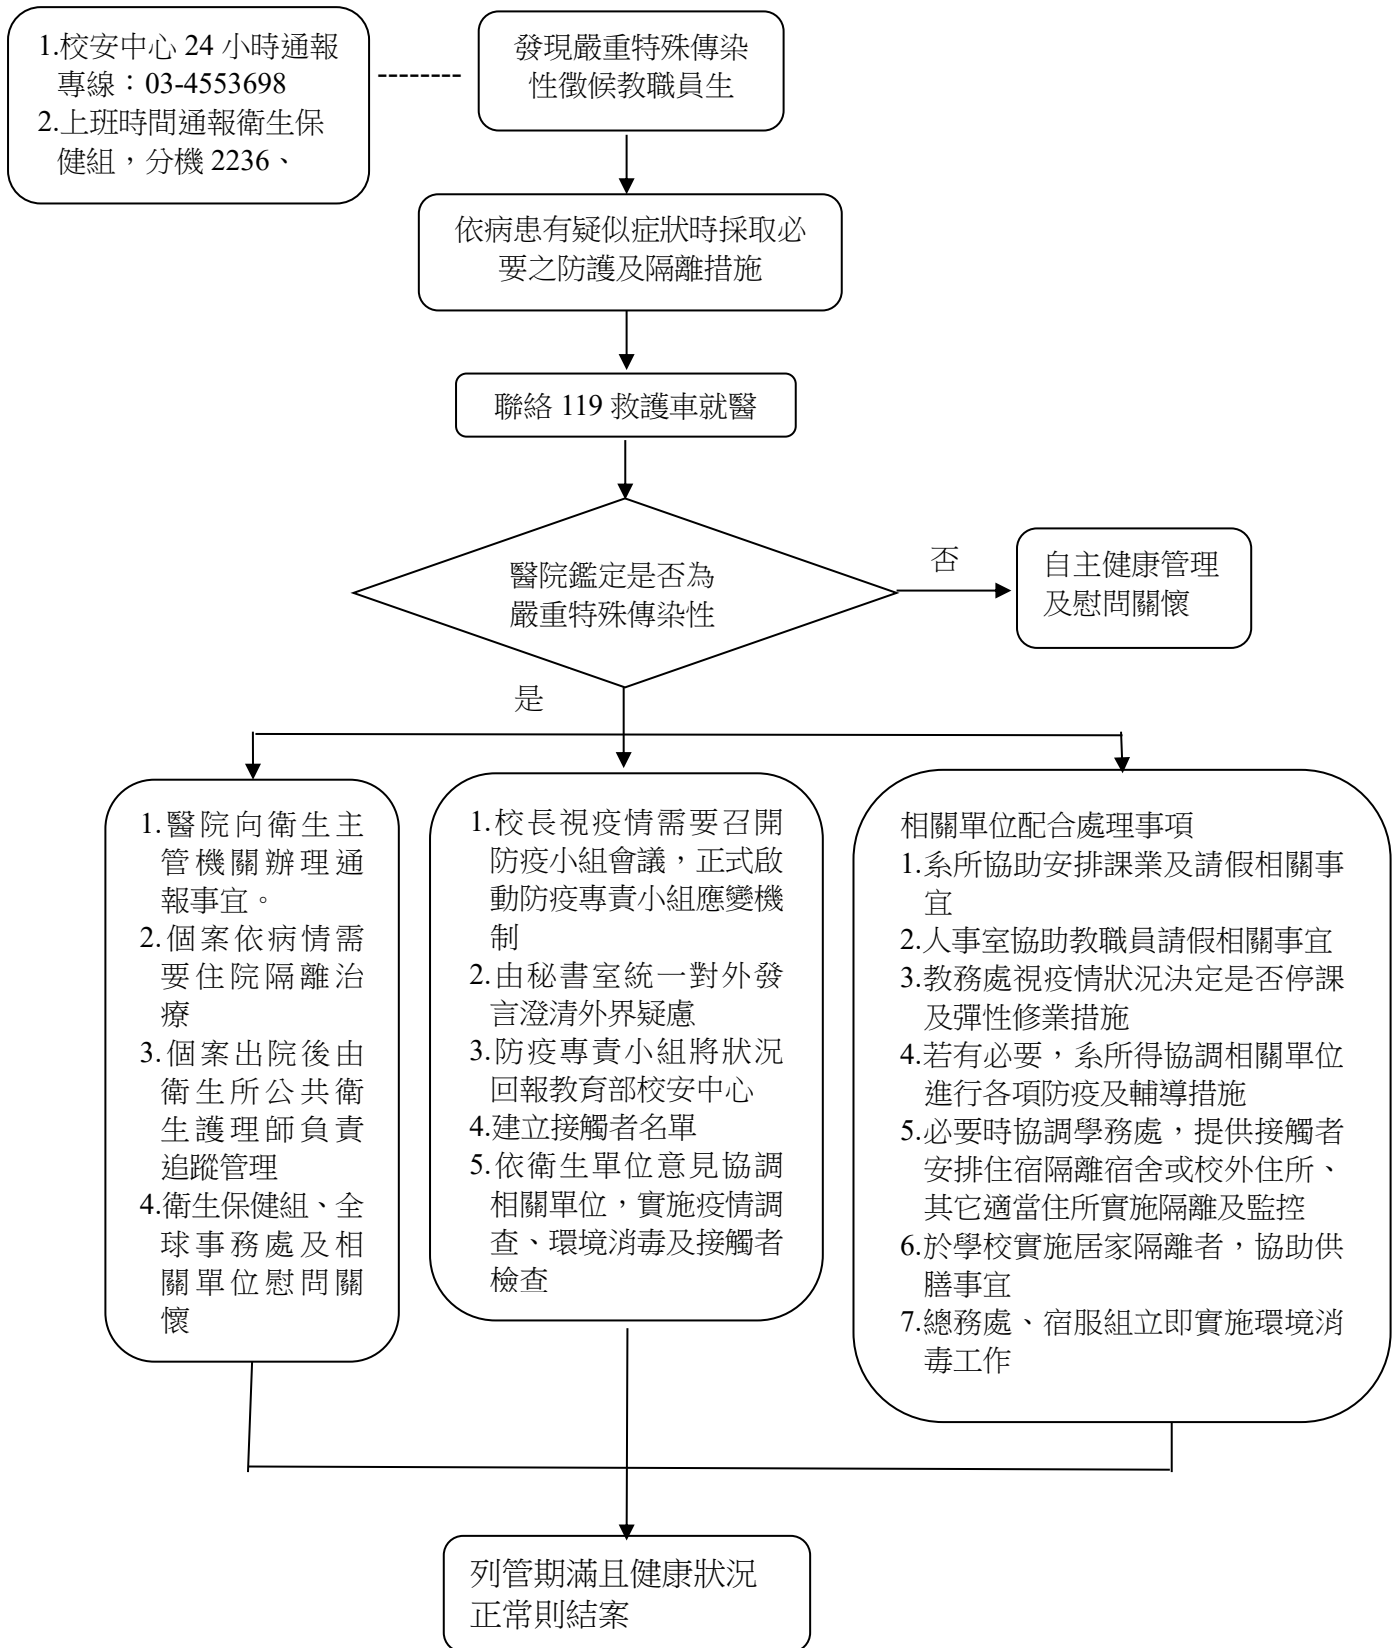 1.校安中心 24 小時通報
專線：03-4553698
2.上班時間通報衛生保
健組，分機 2236、
--------
發現嚴重特殊傳染
性徵候教職員生
依病患有疑似症狀時採取必
要之防護及隔離措施
聯絡 119 救護車就醫
醫院鑑定是否為
嚴重特殊傳染性
否
自主健康管理
及慰問關懷
是
1.醫院向衛生主
管機關辦理通
報事宜。
2.個案依病情需
要住院隔離治
療
3.個案出院後由
衛生所公共衛
生護理師負責
追蹤管理
4.衛生保健組、全
球事務處及相
關單位慰問關
懷
1.校長視疫情需要召開
防疫小組會議，正式啟
動防疫專責小組應變機
制
2.由秘書室統一對外發
言澄清外界疑慮
3.防疫專責小組將狀況
回報教育部校安中心
4.建立接觸者名單
5.依衛生單位意見協調
相關單位，實施疫情調
查、環境消毒及接觸者
檢查
相關單位配合處理事項
1.系所協助安排課業及請假相關事
宜
2.人事室協助教職員請假相關事宜
3.教務處視疫情狀況決定是否停課
及彈性修業措施
4.若有必要，系所得協調相關單位
進行各項防疫及輔導措施
5.必要時協調學務處，提供接觸者
安排住宿隔離宿舍或校外住所、
其它適當住所實施隔離及監控
6.於學校實施居家隔離者，協助供
膳事宜
7.總務處、宿服組立即實施環境消
毒工作
列管期滿且健康狀況
正常則結案